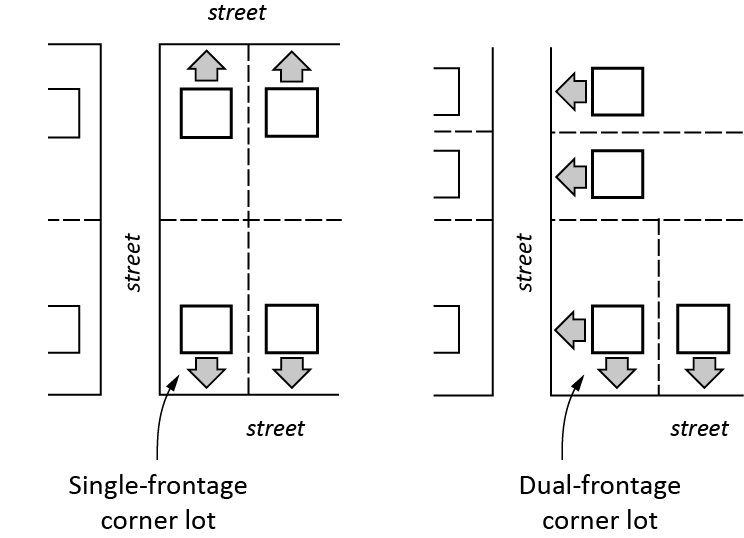 street
street
street
street
street
Single-frontage
corner lot
Dual-frontage
corner lot